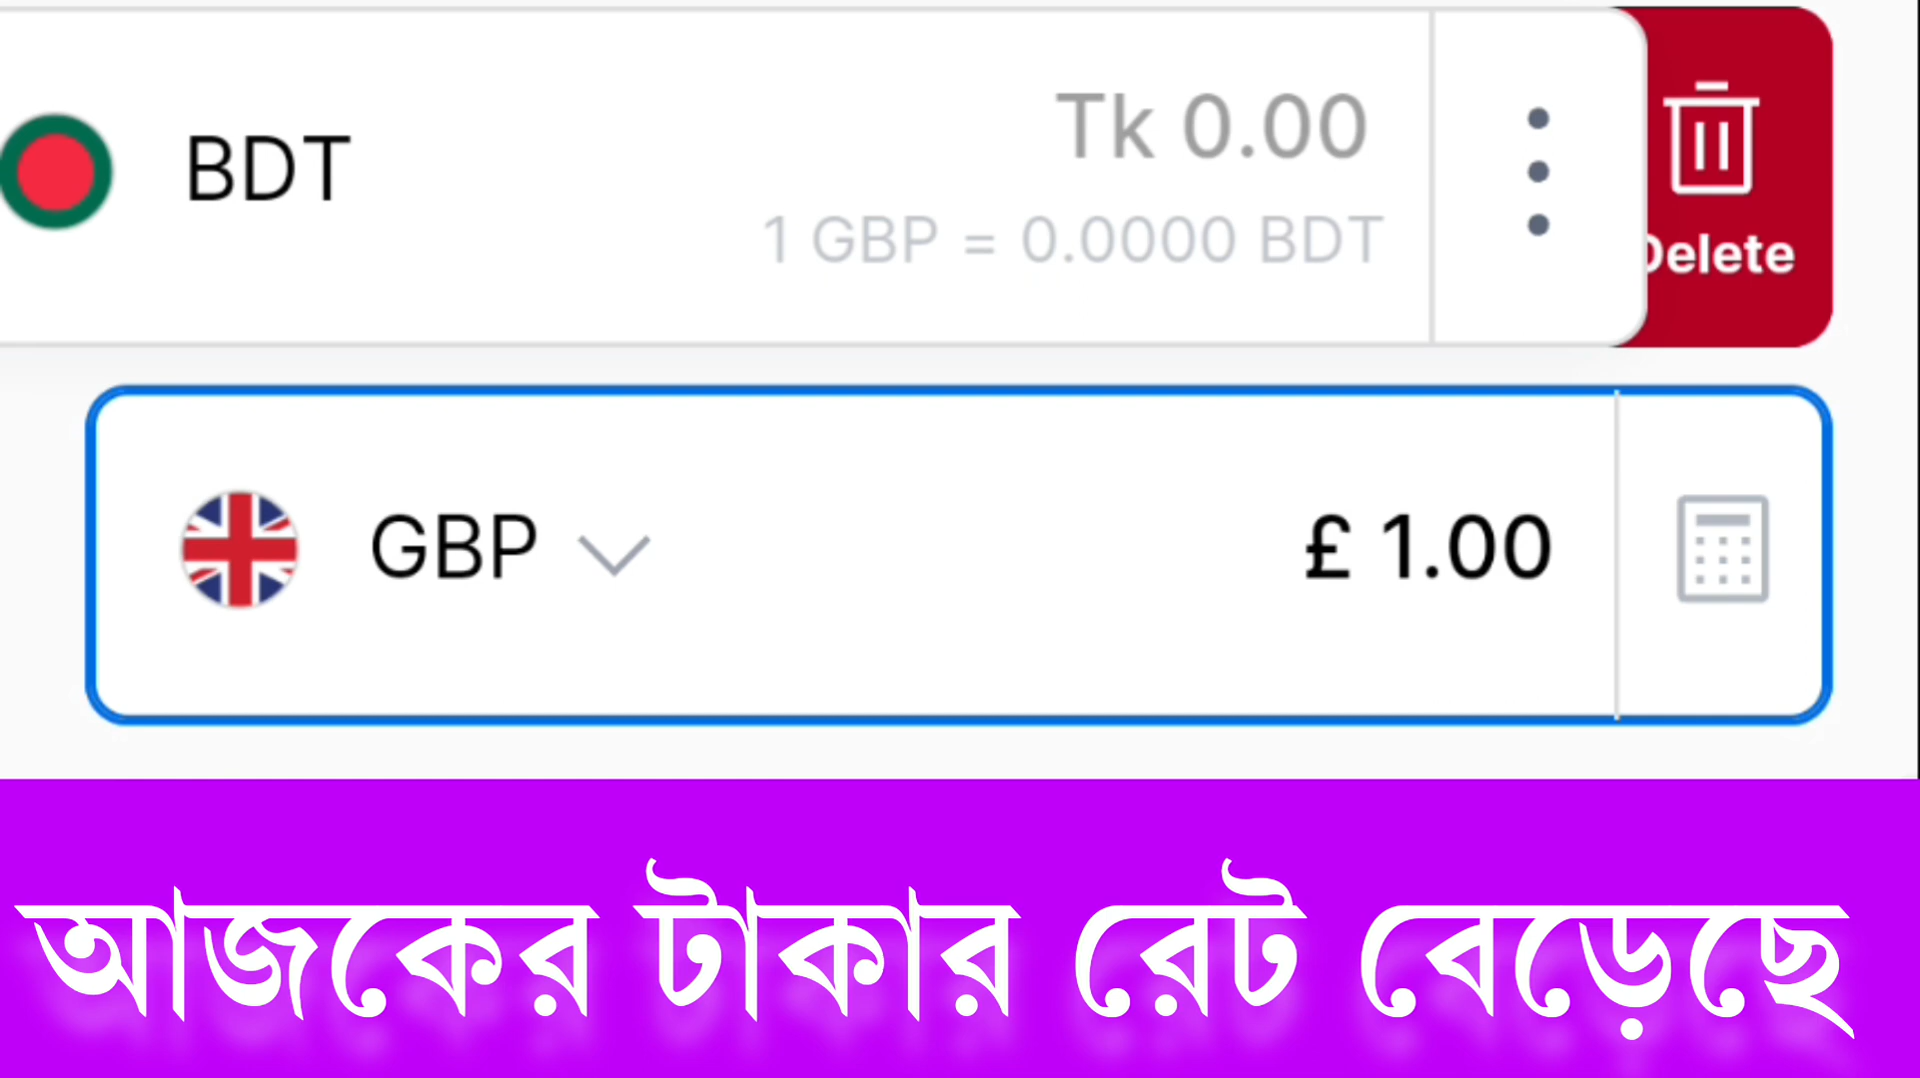 BDT
Tk 0.00
1 GBP = 0.0000 BDT
Delete
GBP
£ 1.00
আজকের টাকার রেট বেড়েছে